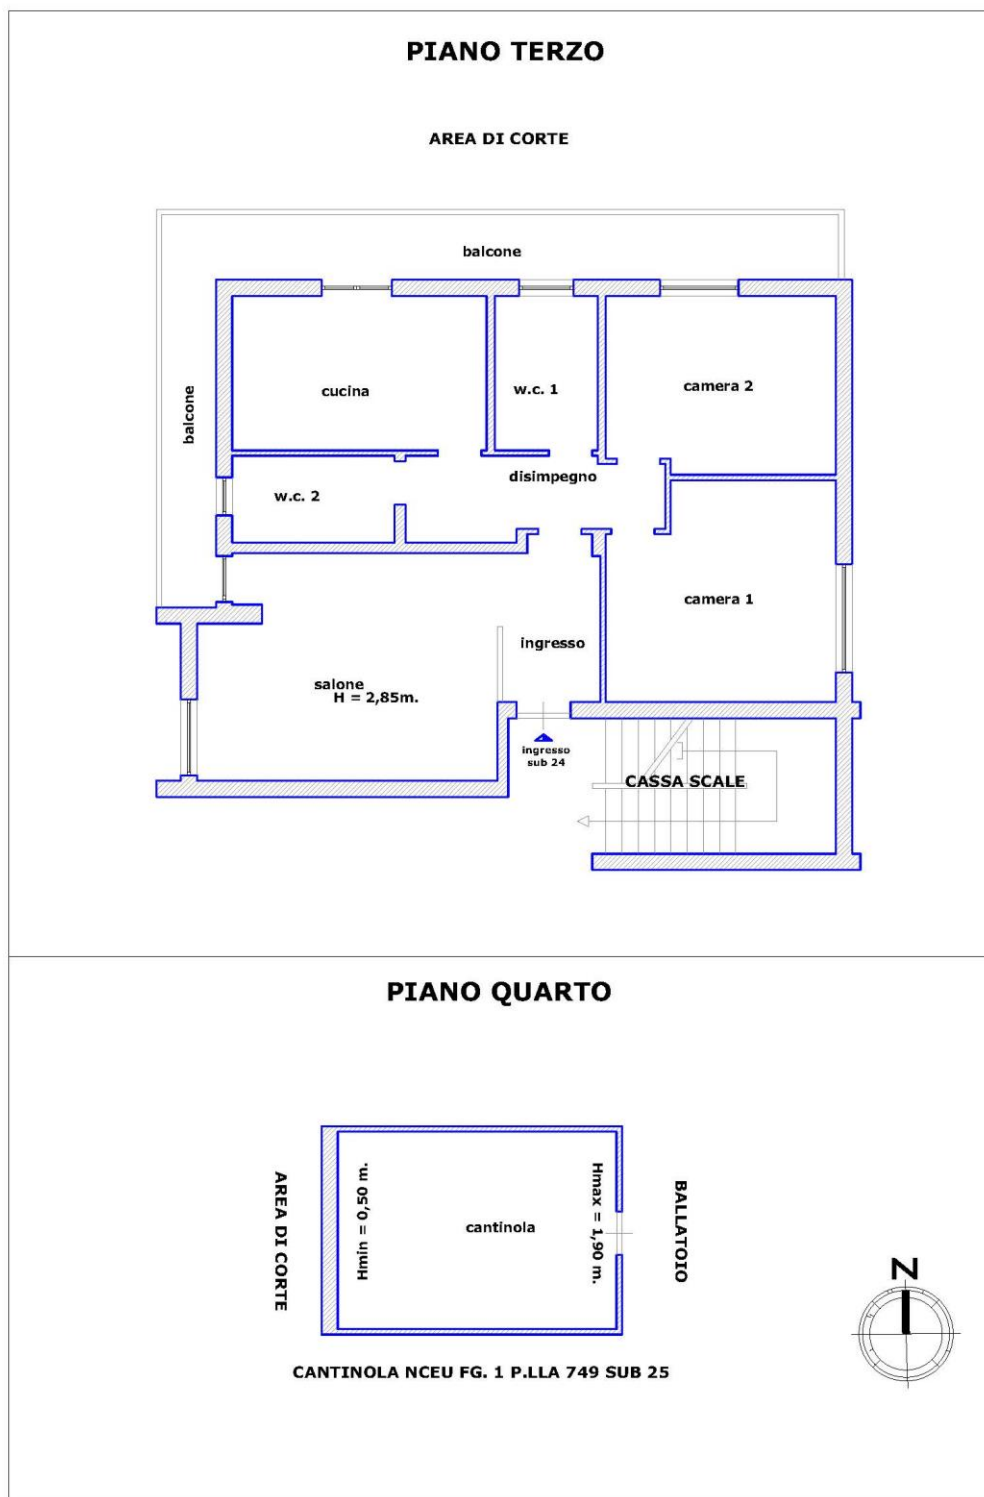 PIANO TERZO
AREA DI CORTE
balcone
balcone
cucina
w.c. 1
camera 2
disimpegno
w.c. 2
camera 1
ingresso
salone
H = 2,85m.
ingresso
sub 24
CASSA SCALE
PIANO QUARTO
AREA DI CORTE
Hmin = 0,50 m.
cantinola
Hmax = 1,90 m.
BALLATOIO
N
CANTINOLA NCEU FG. 1 P.LLA 749 SUB 25